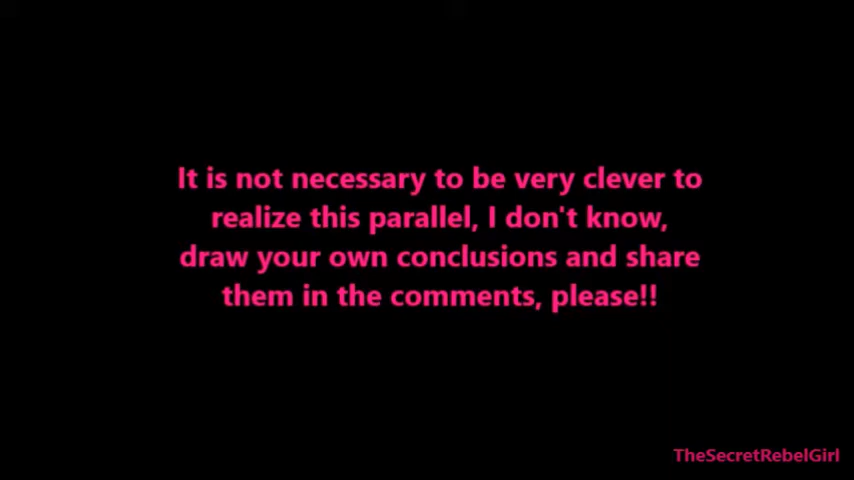 It is not necessary to be very clever to
realize this parallel, I don't know,
draw your own conclusions and share
them in the comments, please!!
TheSecretRebelGirl